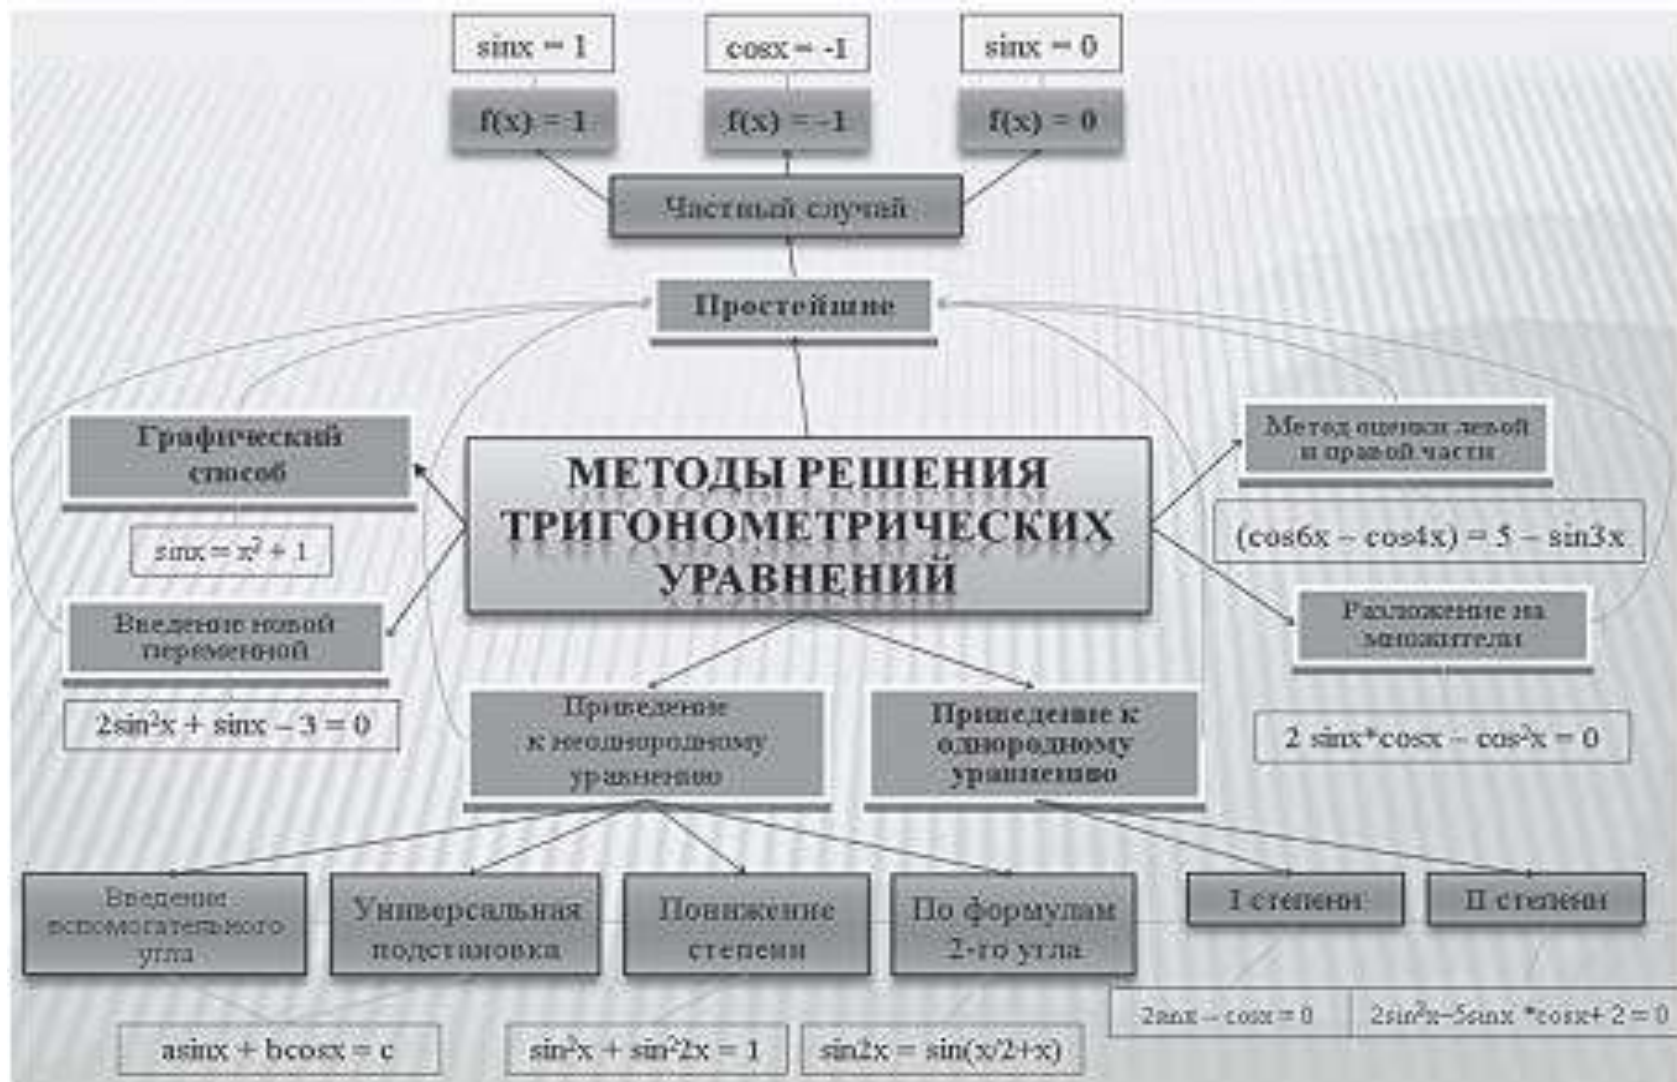 sinx = 1
cosx = -1
sinx = 0
f(x) = 1
f(x) = -1
f(x) = 0
Частный случай
Простейшие
Графический
способ
sinx = x² + 1
Введение новой
переменной
2sin²x + sinx – 3 = 0
МЕТОДЫ РЕШЕНИЯ
ТРИГОНОМЕТРИЧЕСКИХ
УРАВНЕНИЙ
Метод оценки левой
и правой части
(cos6x – cos4x) = 5 – sin3x
Разложение на
множители
2 sinx*cosx – cos²x = 0
Приведение
к неоднородному
уравнению
Приведение к
однородному
уравнению
Введение
вспомогательного
угла
Универсальная
подстановка
Понижение
степени
По формулам
2-го угла
I степени
II степени
asinx + bcosx = c
sin²x + sin²2x = 1
sin2x = sin(x/2+x)
2sinx – cosx = 0
2sin²x–5sinx *cosx+ 2 = 0